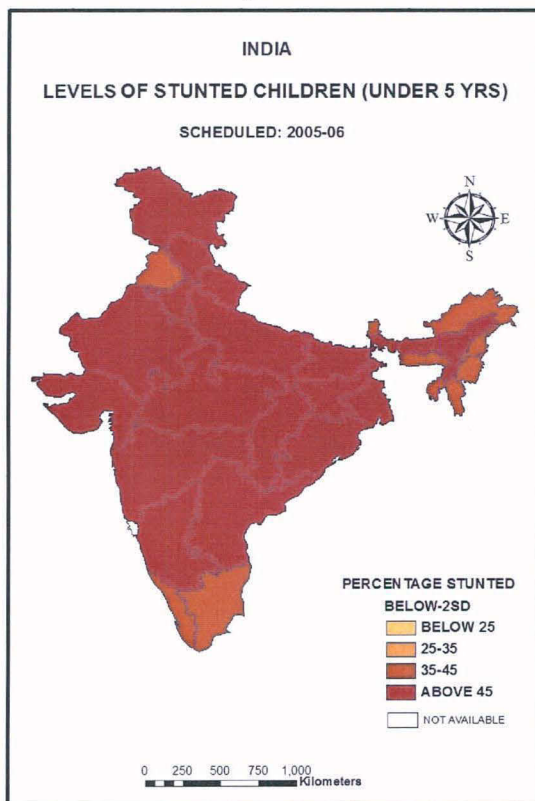 INDIA
LEVELS OF STUNTED CHILDREN (UNDER 5 YRS)
SCHEDULED: 2005-06
N
W E
S
PERCENTAGE STUNTED
BELOW-2SD
BELOW 25
25-35
35-45
ABOVE 45
NOT AVAILABLE
0 250 500 750 1,000
Kilometers